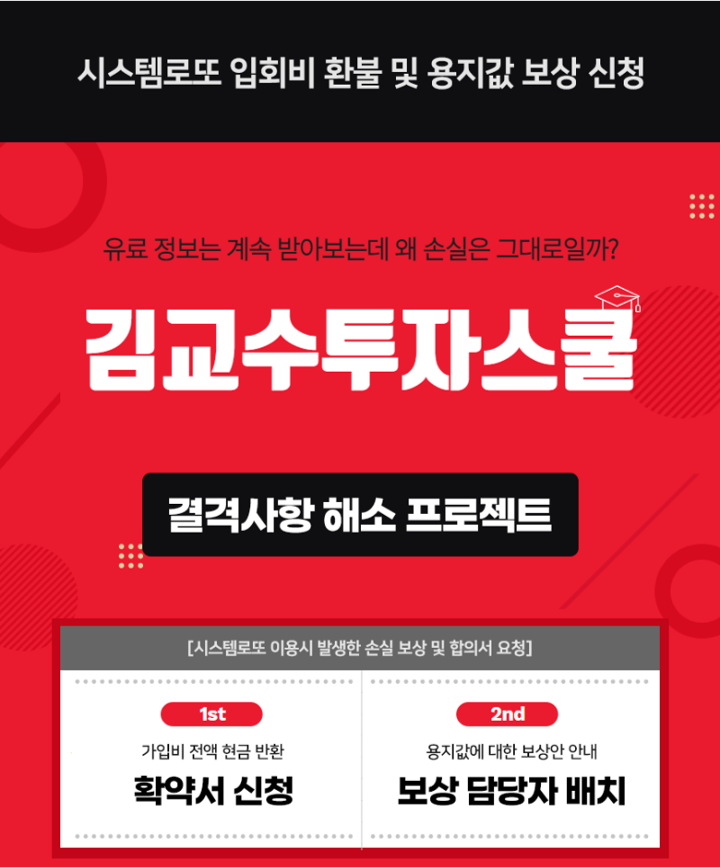 시스템로또 입회비 환불 및 용지값 보상 신청
유료 정보는 계속 받아보는데 왜 손실은 그대로일까?
김교수투자스쿨
결격사항 해소 프로젝트
[시스템로또 이용시 발생한 손실 보상 및 합의서 요청]
1st
가입비 전액 현금 반환
확약서 신청
2nd
용지값에 대한 보상안 안내
보상 담당자 배치